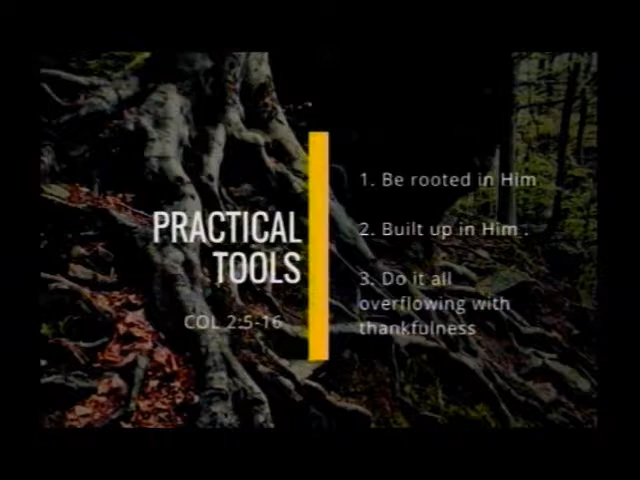 PRACTICAL
TOOLS
COL 2:5-16
1. Be rooted in Him
2. Built up in Him .
3. Do it all
overflowing with
thankfulness